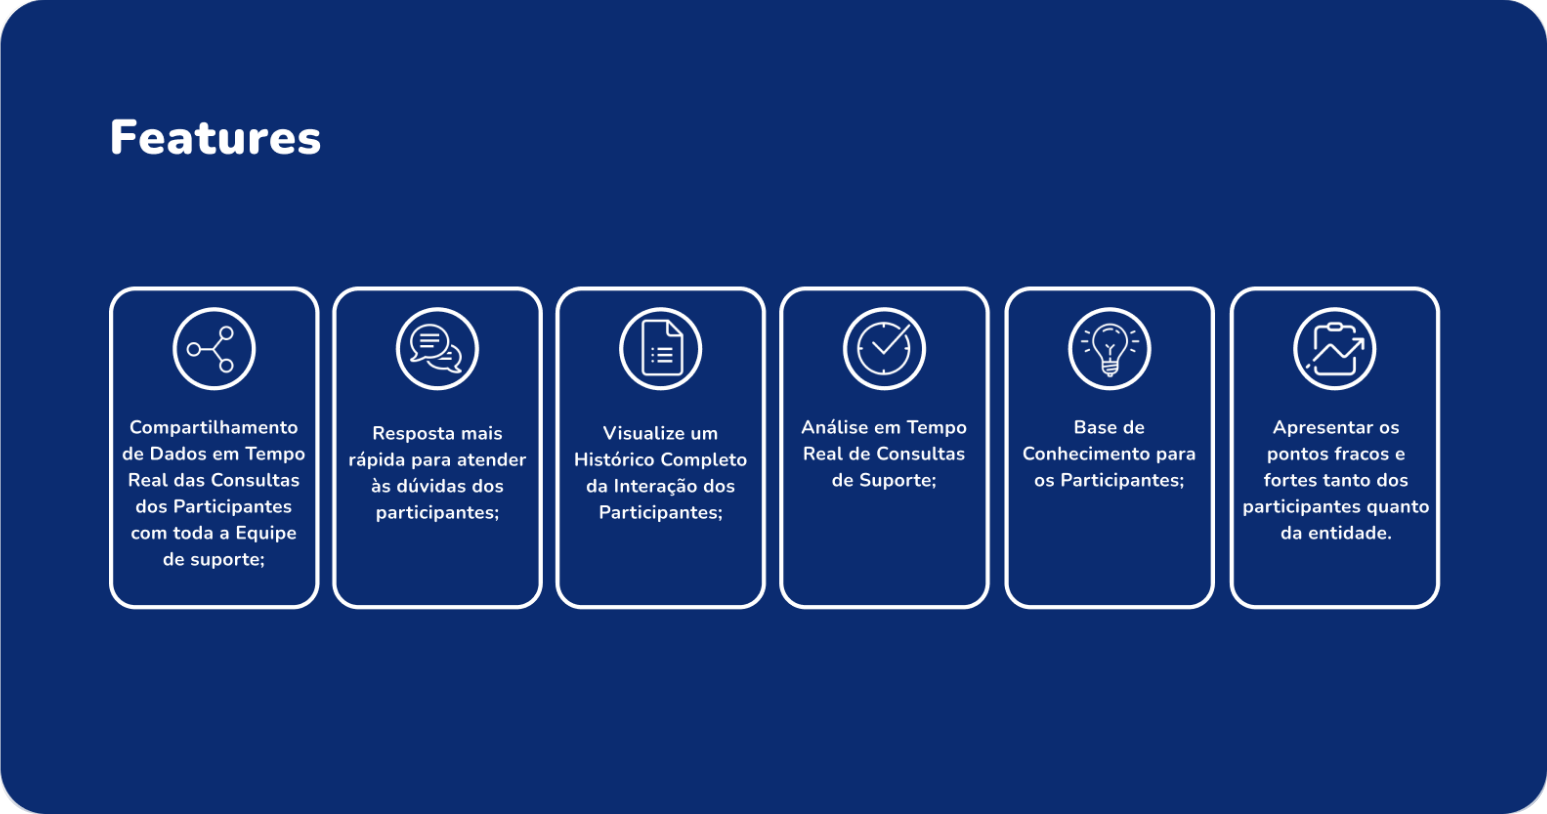 Features
Compartilhamento
de Dados em Tempo
Real das Consultas
dos Participantes
com toda a Equipe
de suporte;
Resposta mais
rápida para atender
às dúvidas dos
participantes;
Visualize um
Histórico Completo
da Interação dos
Participantes;
Análise em Tempo
Real de Consultas
de Suporte;
Base de
Conhecimento para
os Participantes;
Apresentar os
pontos fracos e
fortes tanto dos
participantes quanto
da entidade.